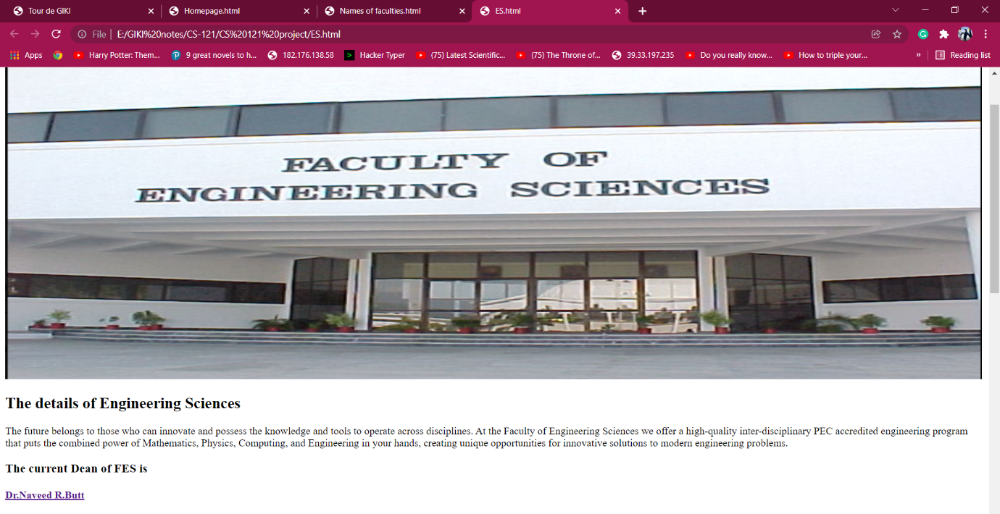 Tour de GIKI
Homepage.html
Names of faculties.html
ES.html
File | E:/GIKI%20notes/CS-121/CS%20121%20project/ES.html
Apps
Harry Potter: Them...
9 great novels to h...
182.176.138.58
Hacker Typer
(75) Latest Scientific...
(75) The Throne of...
39.33.197.235
Do you really know...
How to triple your...
»
Reading list
FACULTY OF
ENGINEERING SCIENCES
The details of Engineering Sciences
The future belongs to those who can innovate and possess the knowledge and tools to operate across disciplines. At the Faculty of Engineering Sciences we offer a high-quality inter-disciplinary PEC accredited engineering program
that puts the combined power of Mathematics, Physics, Computing, and Engineering in your hands, creating unique opportunities for innovative solutions to modern engineering problems.
The current Dean of FES is
Dr.Naveed R.Butt